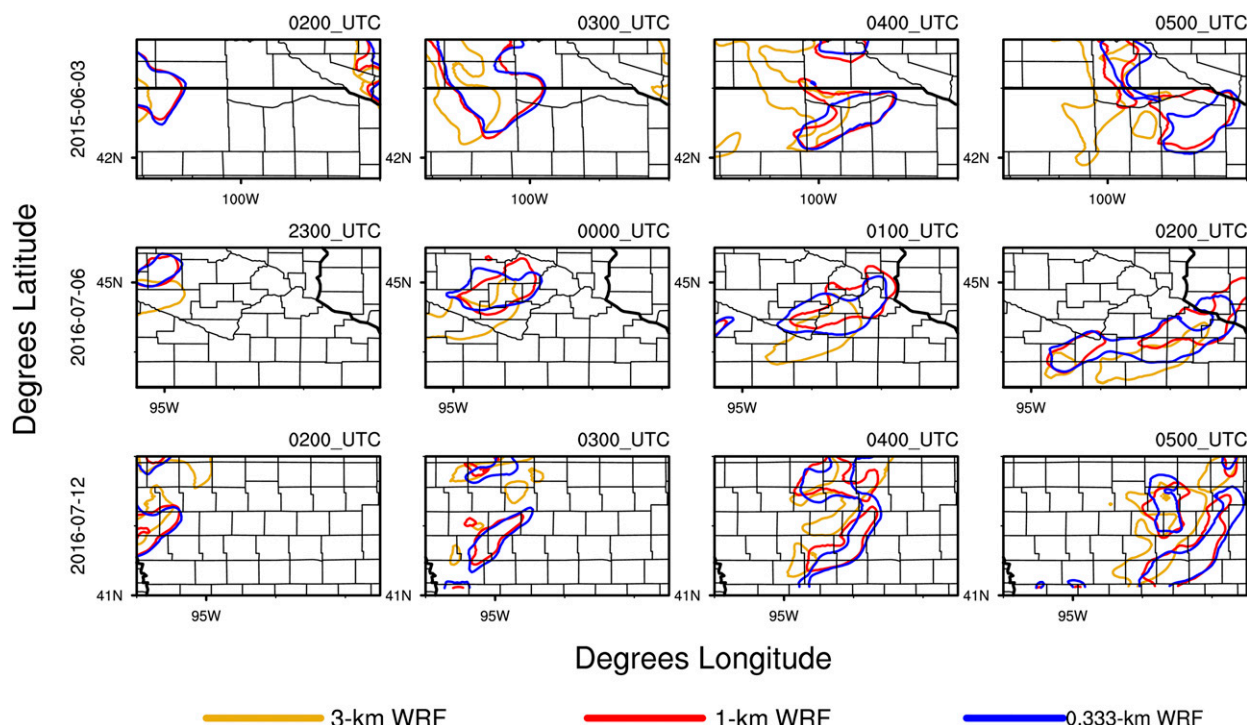 0200_UTC 0300_UTC 0400_UTC 0500_UTC
2015-06-03
42N 42N 42N 42N
100W 100W 100W 100W
2300_UTC 0000_UTC 0100_UTC 0200_UTC
Degrees Latitude
2016-07-06
45N 45N 45N 45N
95W 95W 95W 95W
0200_UTC 0300_UTC 0400_UTC 0500_UTC
2016-07-12
41N 41N 41N 41N
95W 95W 95W 95W
Degrees Longitude
3-km WRF 1-km WRF 0.333-km WRF